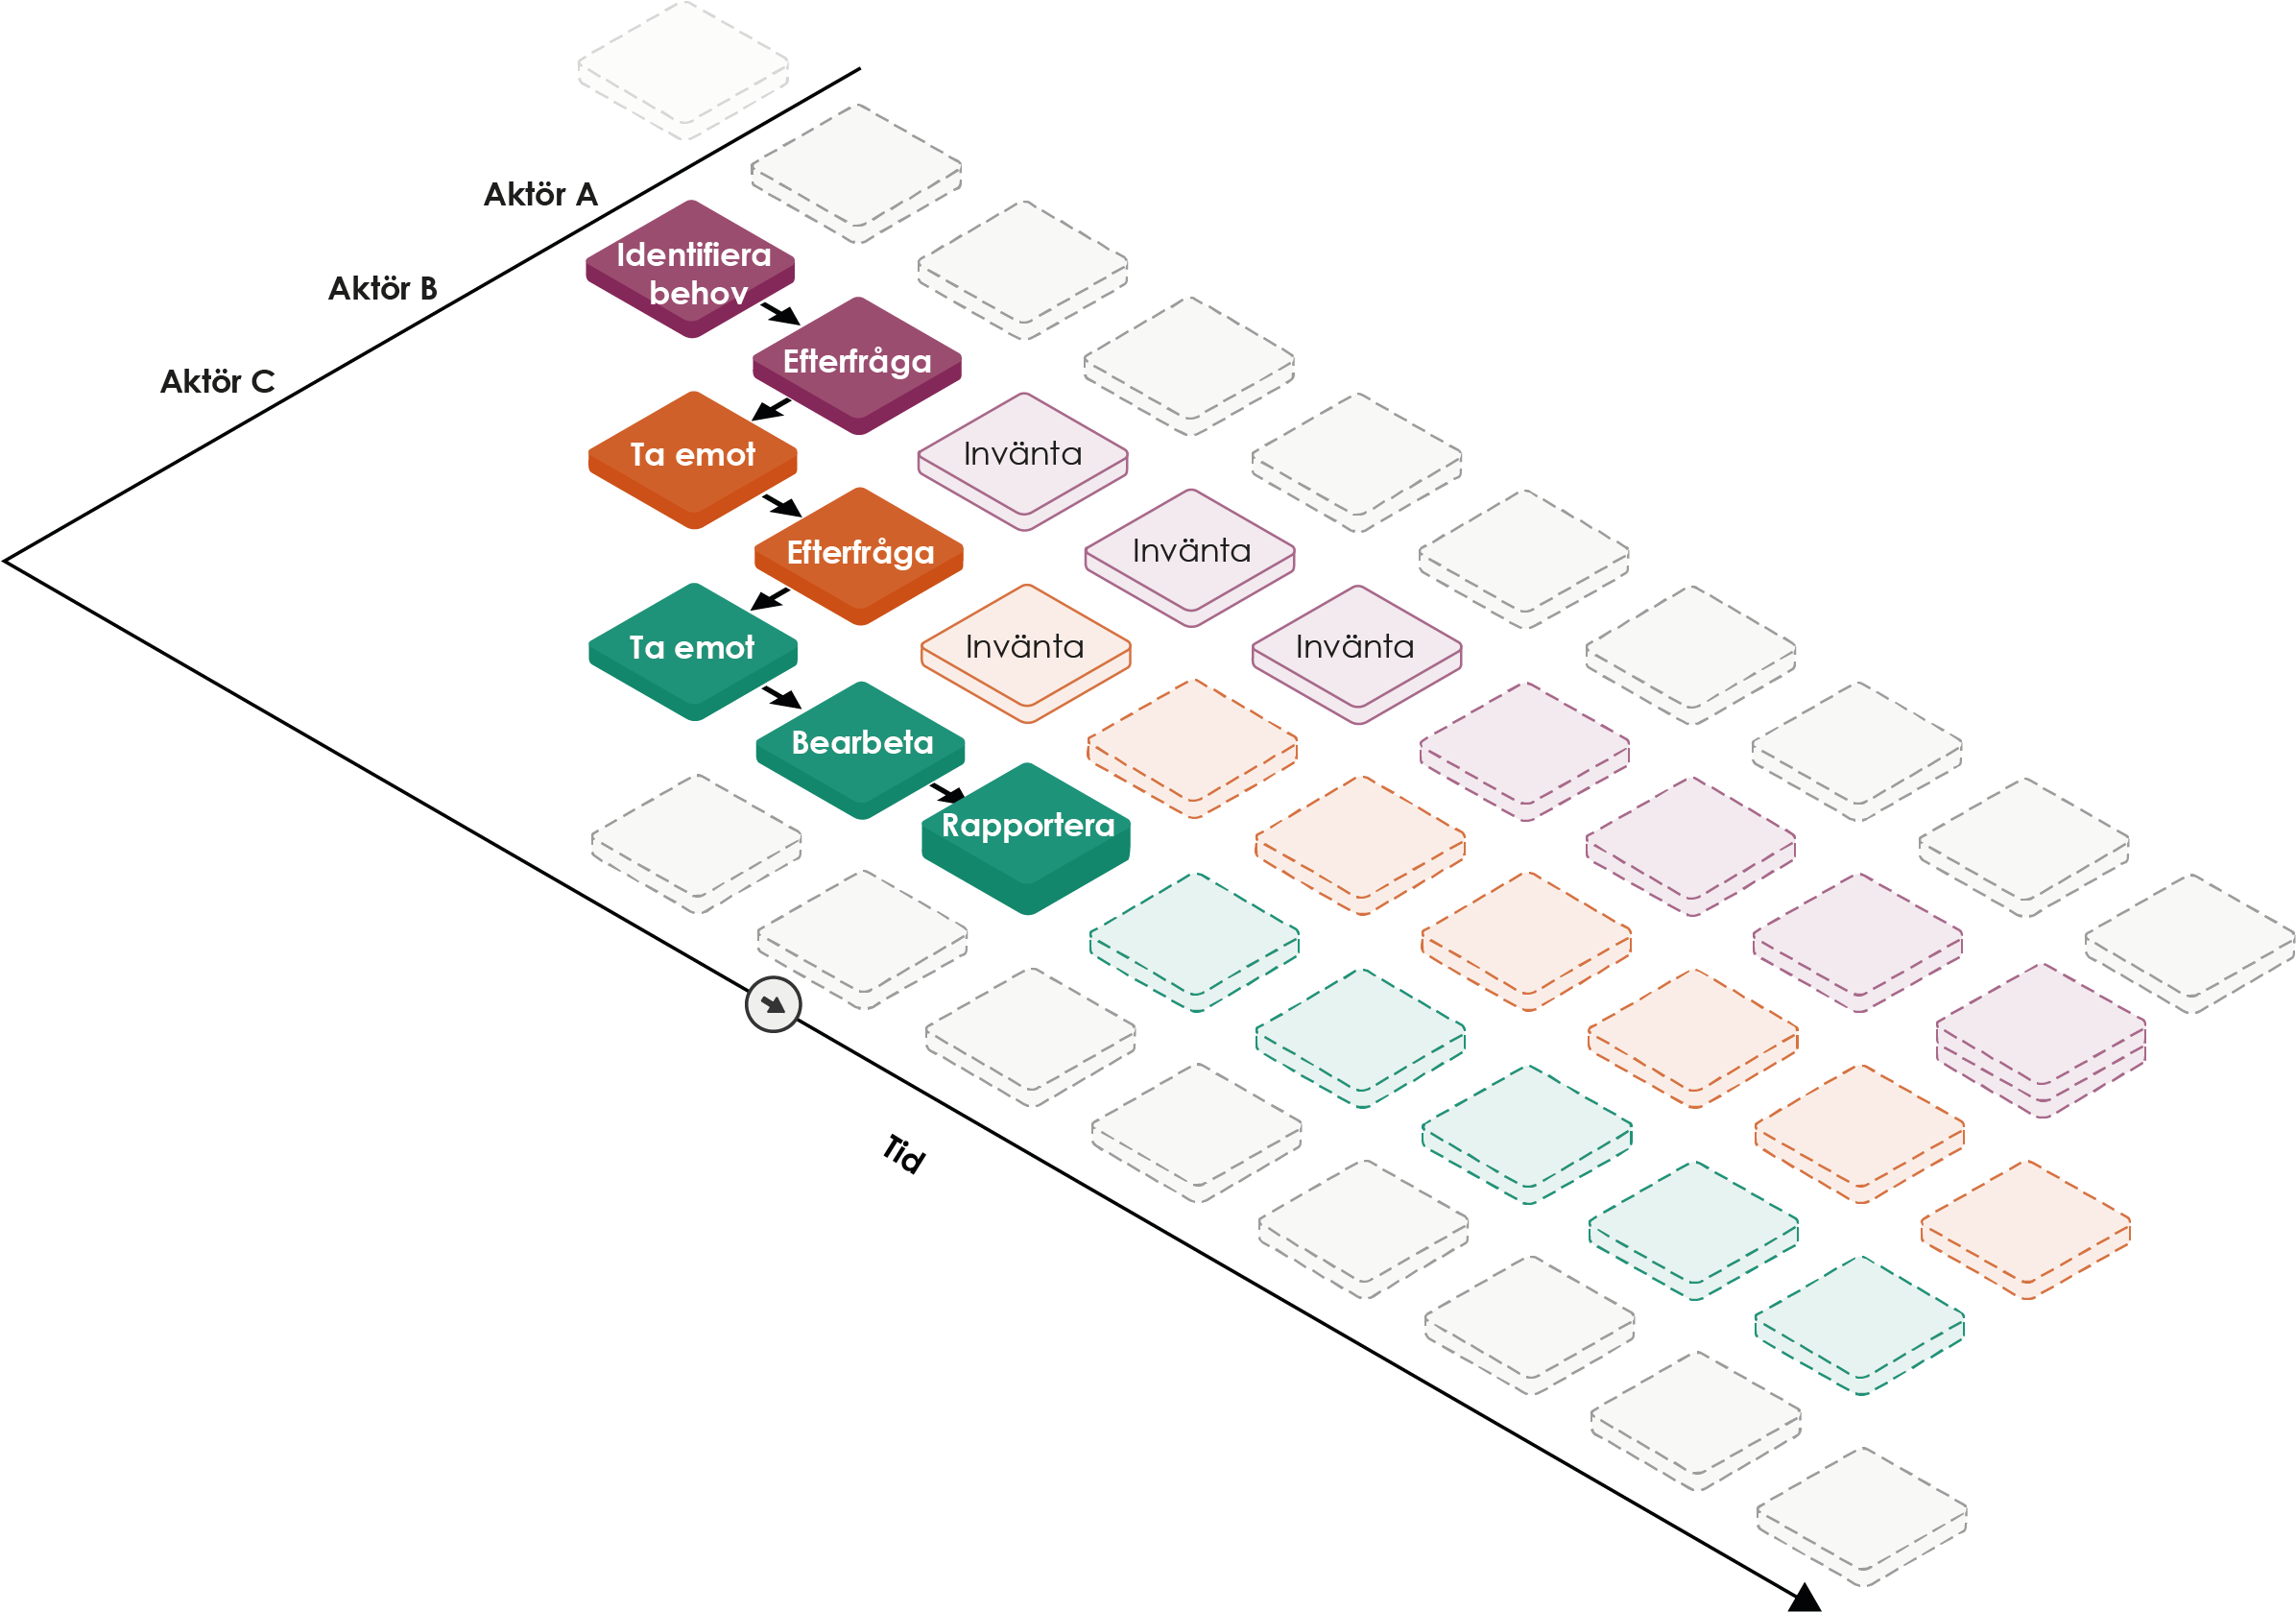 Aktör A
Aktör B
Aktör C
Identifiera
behov
Efterfråga
Ta emot
Invänta
Efterfråga
Invänta
Ta emot
Invänta
Invänta
Bearbeta
Rapportera
Tid